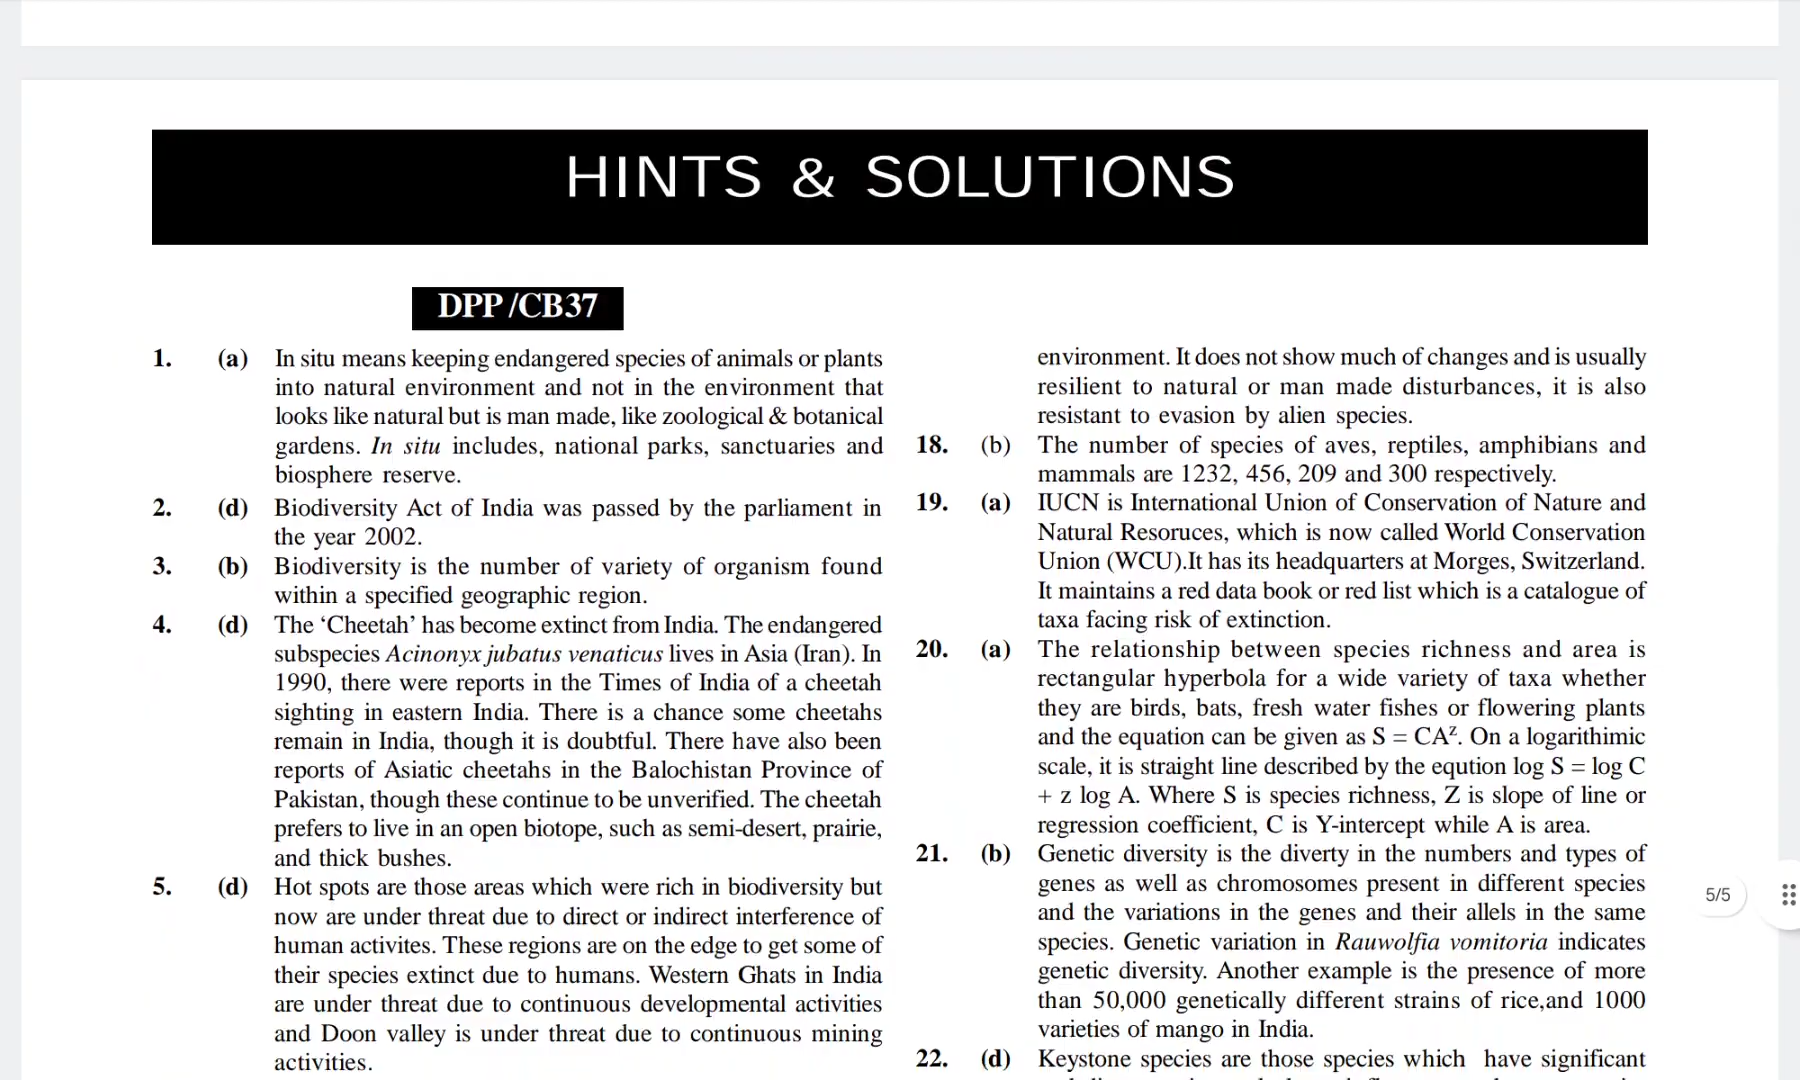 HINTS & SOLUTIONS
DPP/CB37
1. (a) In situ means keeping endangered species of animals or plants
into natural environment and not in the environment that
looks like natural but is man made, like zoological & botanical
gardens. In situ includes, national parks, sanctuaries and
biosphere reserve.
2. (d) Biodiversity Act of India was passed by the parliament in
the year 2002.
3. (b) Biodiversity is the number of variety of organism found
within a specified geographic region.
4. (d) The ‘Cheetah’ has become extinct from India. The endangered
subspecies Acinonyx jubatus venaticus lives in Asia (Iran). In
1990, there were reports in the Times of India of a cheetah
sighting in eastern India. There is a chance some cheetahs
remain in India, though it is doubtful. There have also been
reports of Asiatic cheetahs in the Balochistan Province of
Pakistan, though these continue to be unverified. The cheetah
prefers to live in an open biotope, such as semi-desert, prairie,
and thick bushes.
5. (d) Hot spots are those areas which were rich in biodiversity but
now are under threat due to direct or indirect interference of
human activites. These regions are on the edge to get some of
their species extinct due to humans. Western Ghats in India
are under threat due to continuous developmental activities
and Doon valley is under threat due to continuous mining
activities.
environment. It does not show much of changes and is usually
resilient to natural or man made disturbances, it is also
resistant to evasion by alien species.
18. (b) The number of species of aves, reptiles, amphibians and
mammals are 1232, 456, 209 and 300 respectively.
19. (a) IUCN is International Union of Conservation of Nature and
Natural Resoruces, which is now called World Conservation
Union (WCU).It has its headquarters at Morges, Switzerland.
It maintains a red data book or red list which is a catalogue of
taxa facing risk of extinction.
20. (a) The relationship between species richness and area is
rectangular hyperbola for a wide variety of taxa whether
they are birds, bats, fresh water fishes or flowering plants
and the equation can be given as S = CAᶻ. On a logarithimic
scale, it is straight line described by the eqution log S = log C
+ z log A. Where S is species richness, Z is slope of line or
regression coefficient, C is Y-intercept while A is area.
21. (b) Genetic diversity is the diverty in the numbers and types of
genes as well as chromosomes present in different species
and the variations in the genes and their allels in the same
species. Genetic variation in Rauwolfia vomitoria indicates
genetic diversity. Another example is the presence of more
than 50,000 genetically different strains of rice,and 1000
varieties of mango in India.
22. (d) Keystone species are those species which have significant
5/5